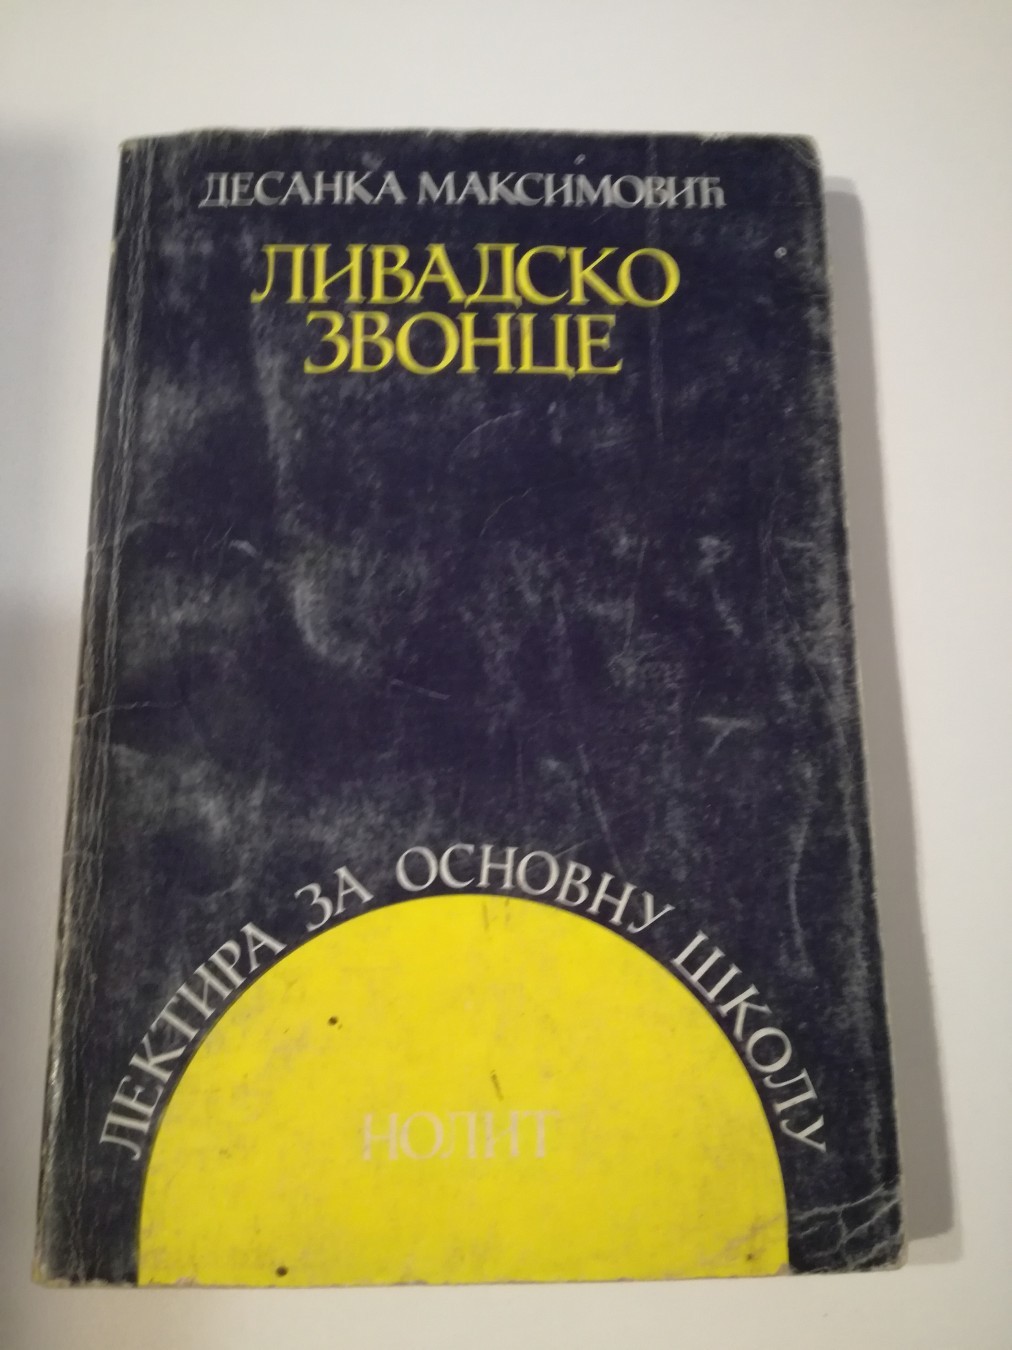 ДЕСАНКА МАКСИМОВИЋ
ЛИВАДСКО
ЗВОНЦЕ
ЛЕКТИРА ЗА ОСНОВНУ ШКОЛУ
НОЛИТ